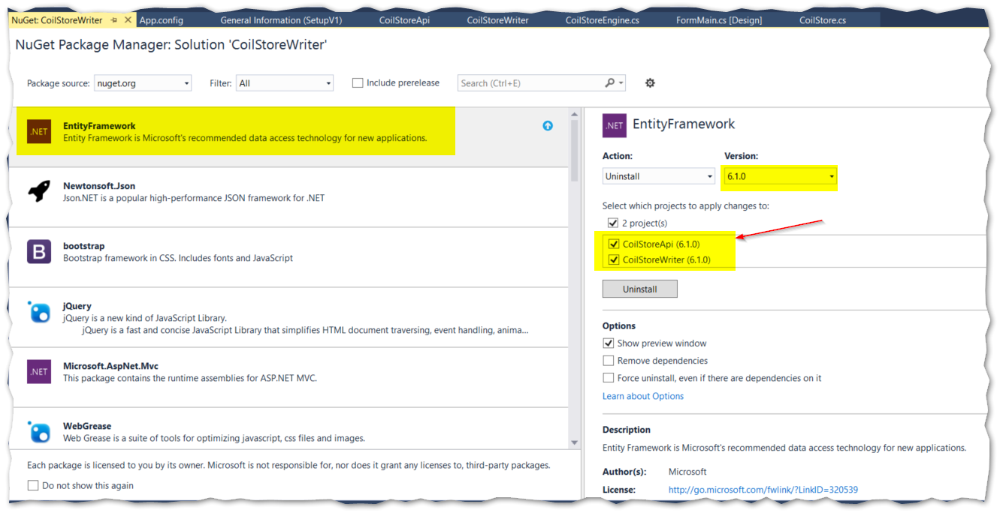 NuGet: CoilStoreWriter
App.config
General Information (SetupV1)
CoilStoreApi
CoilStoreWriter
CoilStoreEngine.cs
FormMain.cs [Design]
CoilStore.cs
NuGet Package Manager: Solution 'CoilStoreWriter'
Package source: nuget.org
Filter: All
Include prerelease
Search (Ctrl+E)
.NET
EntityFramework
Entity Framework is Microsoft's recommended data access technology for new applications.
Newtonsoft.Json
Json.NET is a popular high-performance JSON framework for .NET
B
bootstrap
Bootstrap framework in CSS. Includes fonts and JavaScript
jQuery
jQuery is a new kind of JavaScript Library.
jQuery is a fast and concise JavaScript Library that simplifies HTML document traversing, event handling, anima...
.NET
Microsoft.AspNet.Mvc
This package contains the runtime assemblies for ASP.NET MVC.
WebGrease
Web Grease is a suite of tools for optimizing javascript, css files and images.
Each package is licensed to you by its owner. Microsoft is not responsible for, nor does it grant any licenses to, third-party packages.
Do not show this again
.NET
EntityFramework
Action: Version:
Uninstall 6.1.0
Select which projects to apply changes to:
2 project(s)
CoilStoreApi (6.1.0)
CoilStoreWriter (6.1.0)
Uninstall
Options
Show preview window
Remove dependencies
Force uninstall, even if there are dependencies on it
Learn about Options
Description
Entity Framework is Microsoft's recommended data access technology for new applications.
Author(s): Microsoft
License: http://go.microsoft.com/fwlink/?LinkID=320539